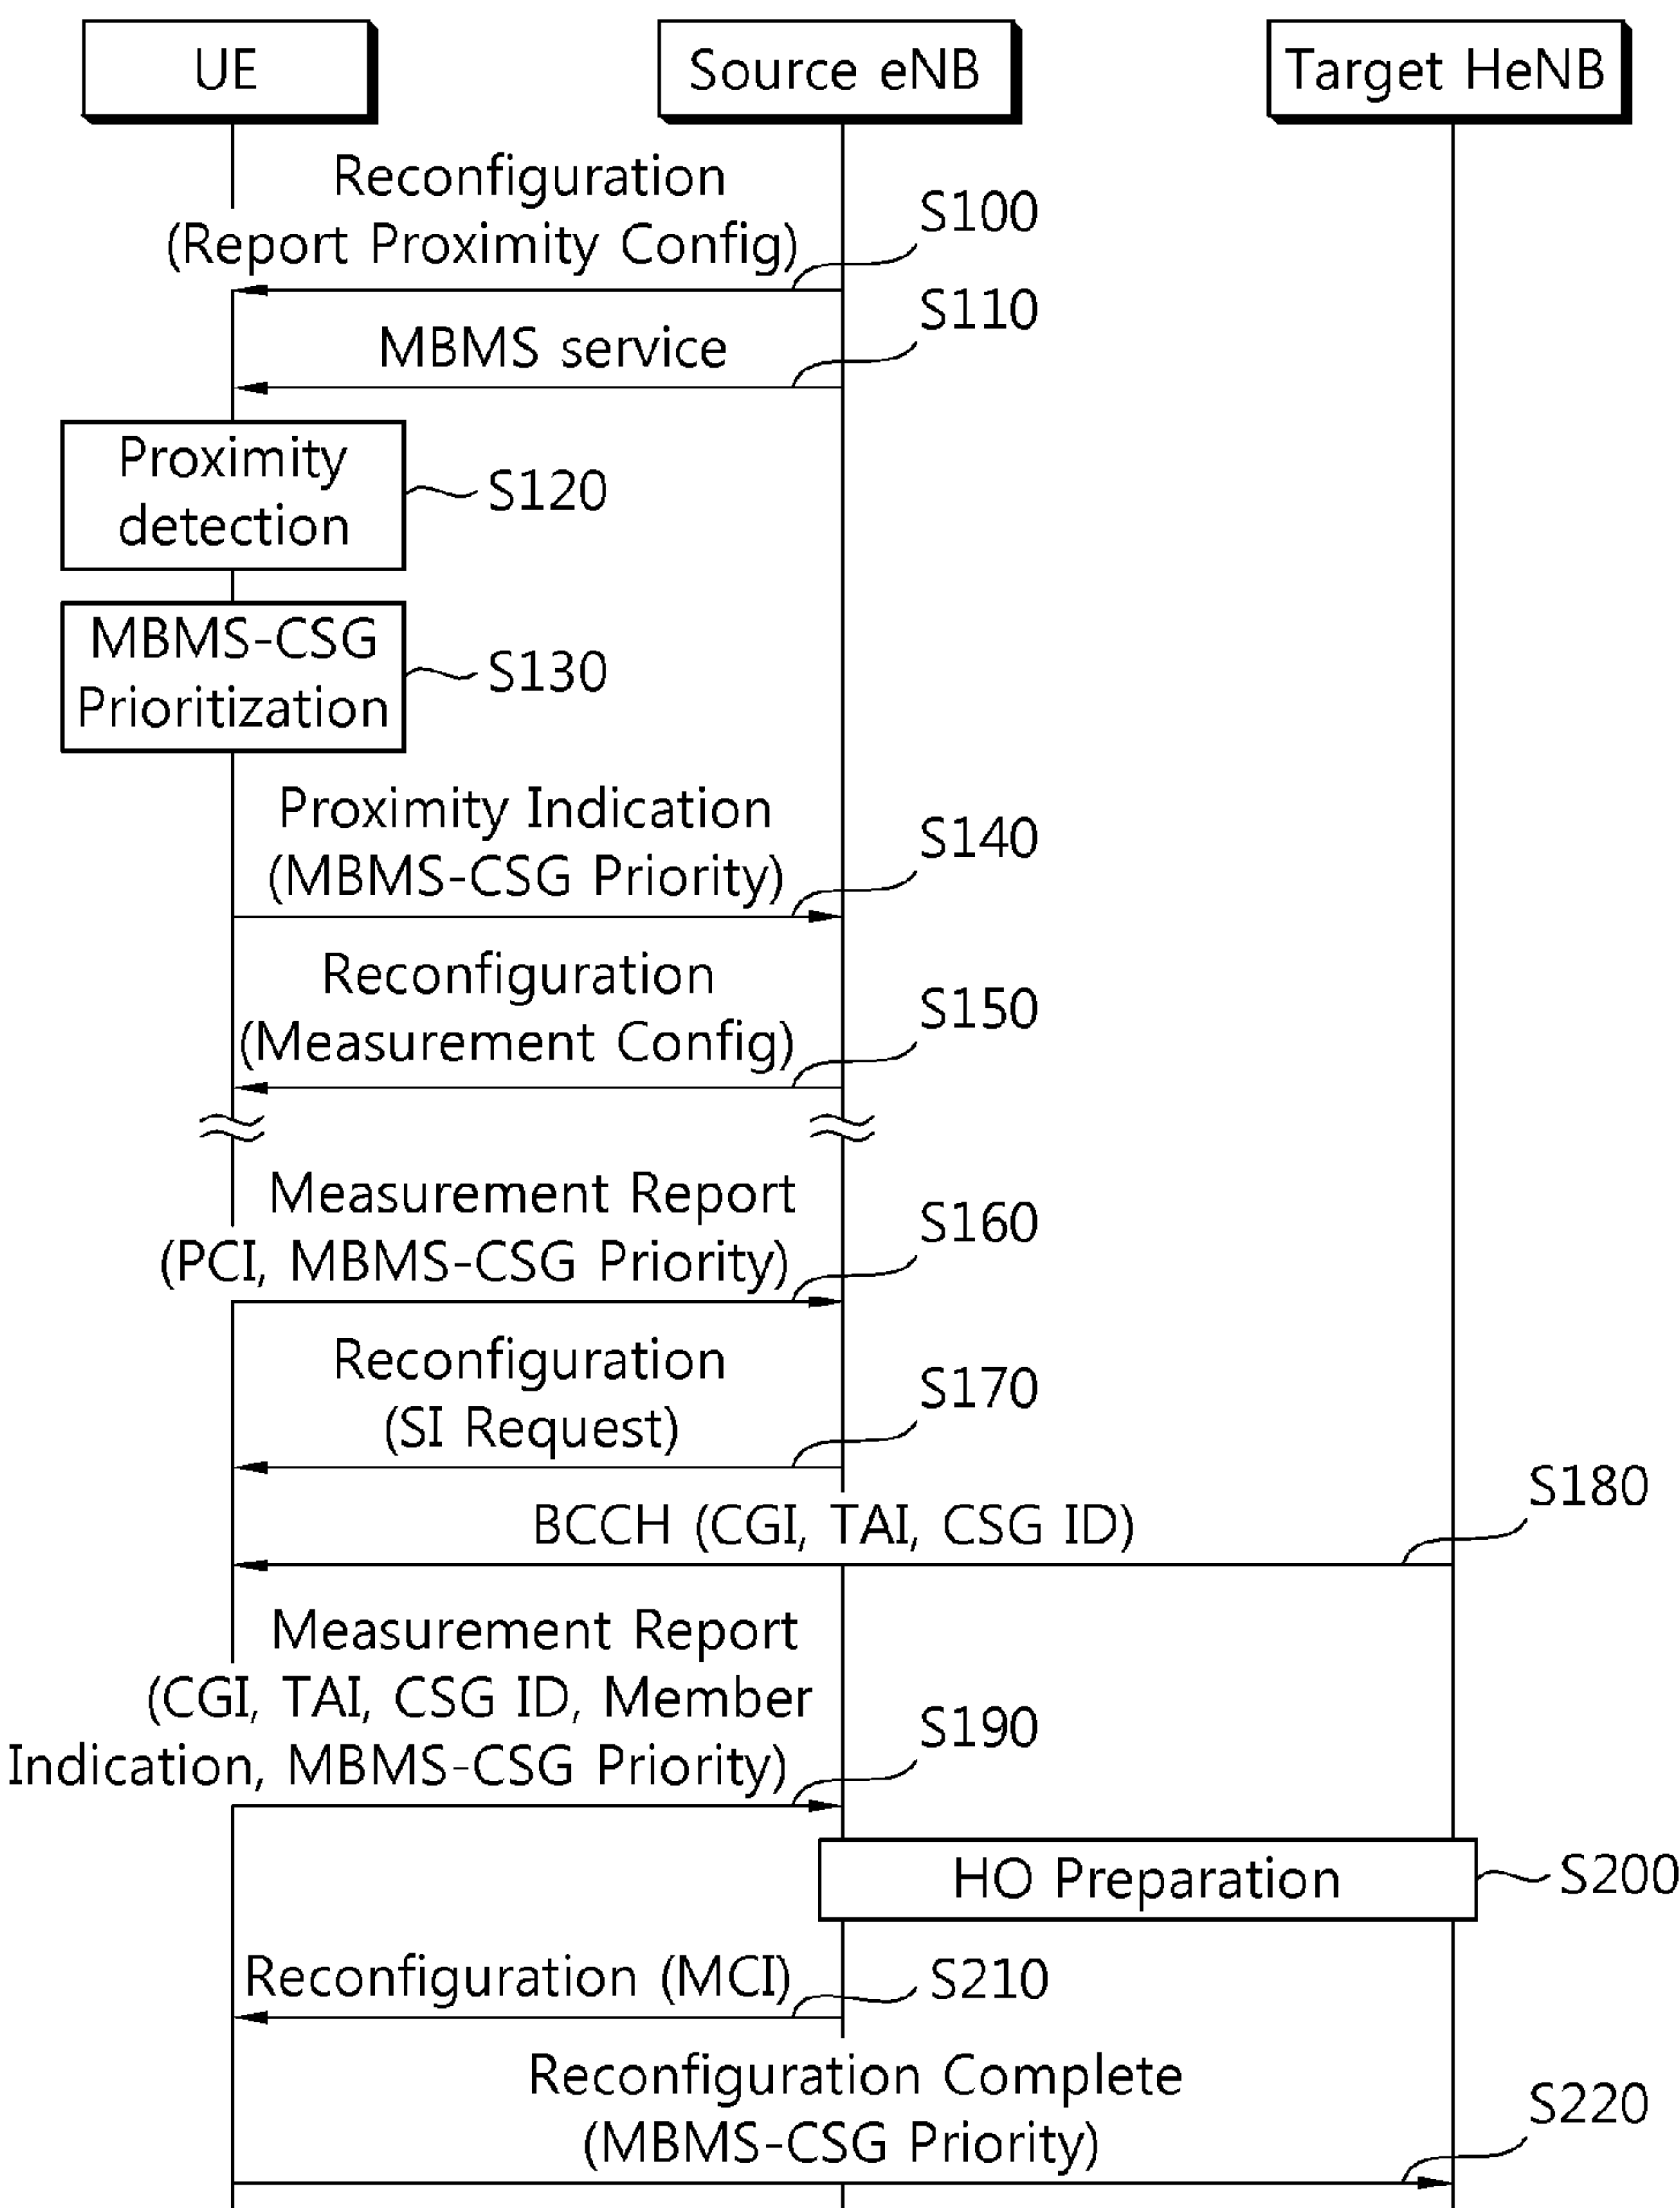 UE
Source eNB
Target HeNB
Reconfiguration
(Report Proximity Config)
S100
MBMS service
S110
Proximity
detection
S120
MBMS-CSG
Prioritization
S130
Proximity Indication
(MBMS-CSG Priority)
S140
Reconfiguration
(Measurement Config)
S150
Measurement Report
(PCI, MBMS-CSG Priority)
S160
Reconfiguration
(SI Request)
S170
BCCH (CGI, TAI, CSG ID)
S180
Measurement Report
(CGI, TAI, CSG ID, Member
Indication, MBMS-CSG Priority)
S190
HO Preparation
S200
Reconfiguration (MCI)
S210
Reconfiguration Complete
(MBMS-CSG Priority)
S220